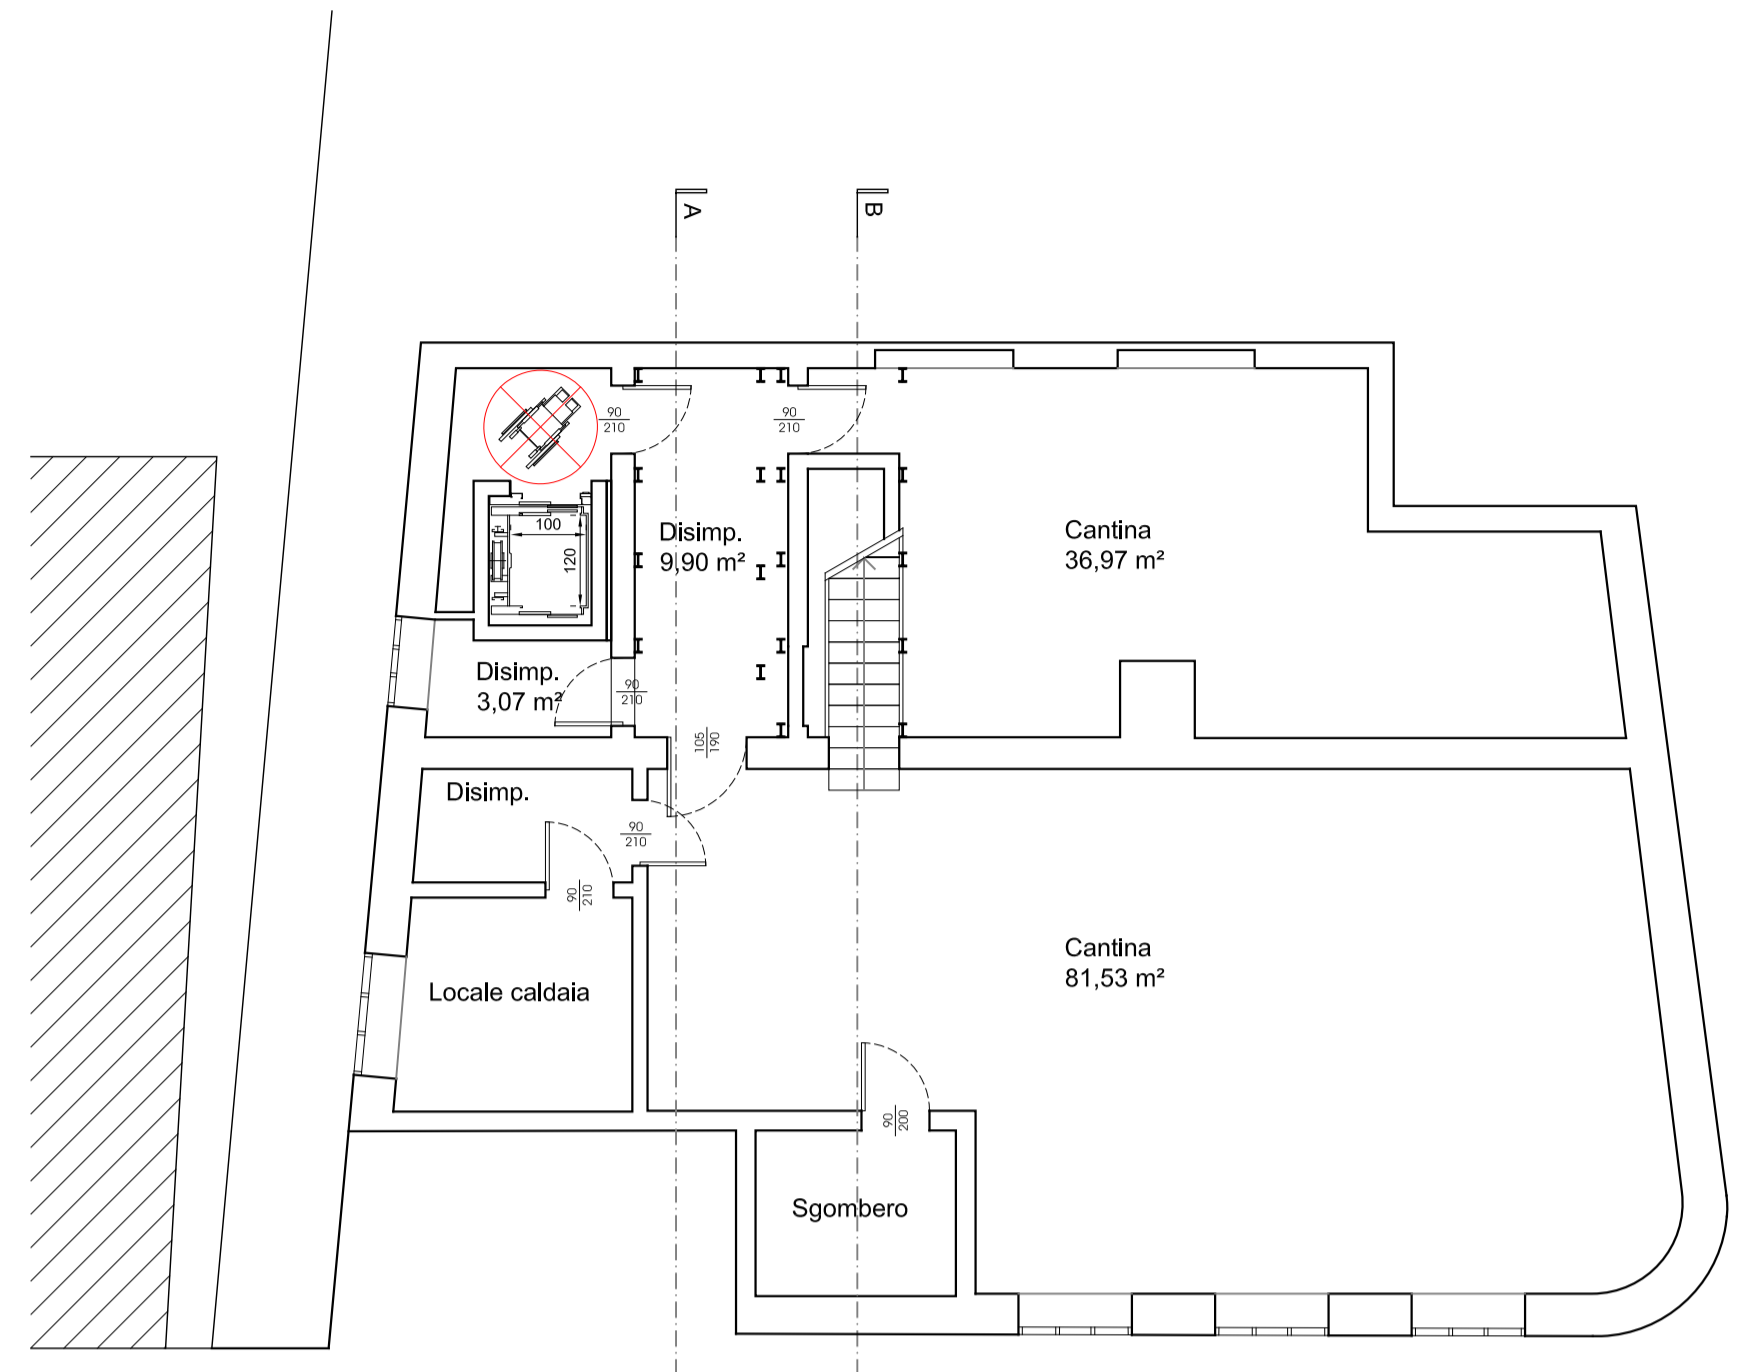 A
B
90
210
90
210
100
120
Disimp.
9,90 m²
Cantina
36,97 m²
Disimp.
3,07 m²
90
210
105
190
Disimp.
90
210
90
210
Cantina
81,53 m²
Locale caldaia
90
200
Sgombero